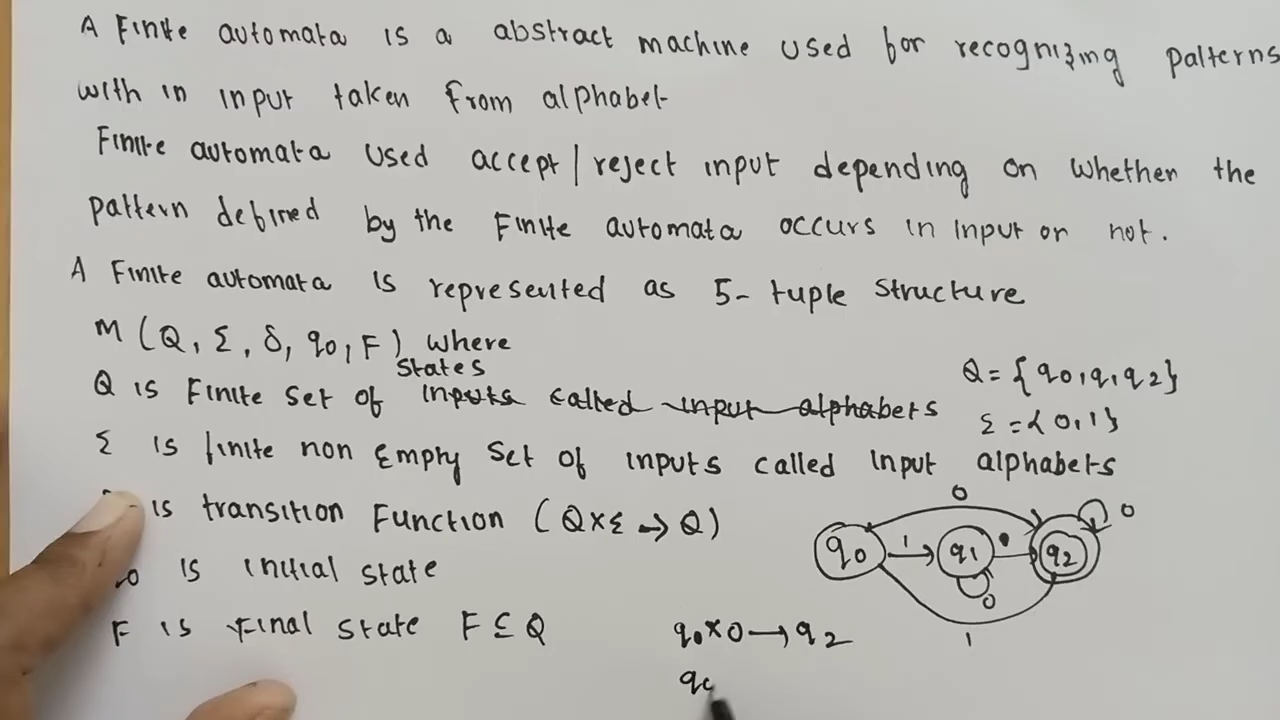 A Finite automata is a abstract machine used for recognizing patterns
with in input taken from alphabet
Finite automata used accept/reject input depending on whether the
pattern defined by the Finite automata occurs in input or not.
A Finite automata is represented as 5-tuple structure
M (Q, Σ, δ, q0, F) where
states
Q is Finite set of inputs called input alphabets
Q = {q0, q1 q2}
Σ = {0,1}
Σ is finite non empty set of inputs called input alphabets
is transition Function (Q×Σ → Q)
is initial state
F is final state F ⊆ Q
0
q0 1 q1 q2 0
0
1
q0×0 → q2